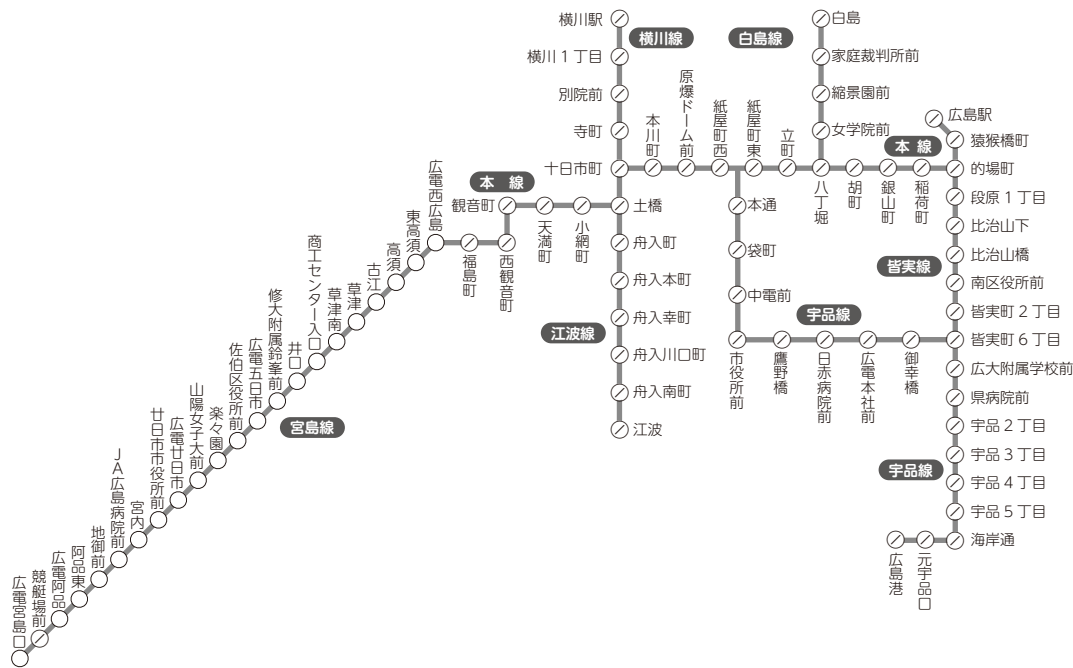 横川駅
横川1丁目
別院前
寺町
十日市町
横川線
白島線
白島
家庭裁判所前
縮景園前
女学院前
本川町
原爆ドーム前
紙屋町西
紙屋町東
立町
八丁堀
胡町
銀山町
稲荷町
本線
広島駅
猿猴橋町
的場町
段原1丁目
比治山下
比治山橋
南区役所前
皆実町2丁目
皆実町6丁目
広大附属学校前
県病院前
宇品2丁目
宇品3丁目
宇品4丁目
宇品5丁目
海岸通
元宇品口
広島港
皆実線
宇品線
宇品線
本通
袋町
中電前
市役所前
鷹野橋
日赤病院前
広電本社前
御幸橋
本線
土橋
小網町
天満町
観音町
西観音町
福島町
広電西広島
舟入町
舟入本町
舟入幸町
舟入川口町
舟入南町
江波
江波線
東高須
高須
古江
草津
草津南
商工センター入口
井口
修大附属鈴峯前
広電五日市
佐伯区役所前
楽々園
山陽女子大前
広電廿日市
廿日市市役所前
宮内
JA広島病院前
地御前
阿品東
広電阿品
競艇場前
広電宮島口
宮島線